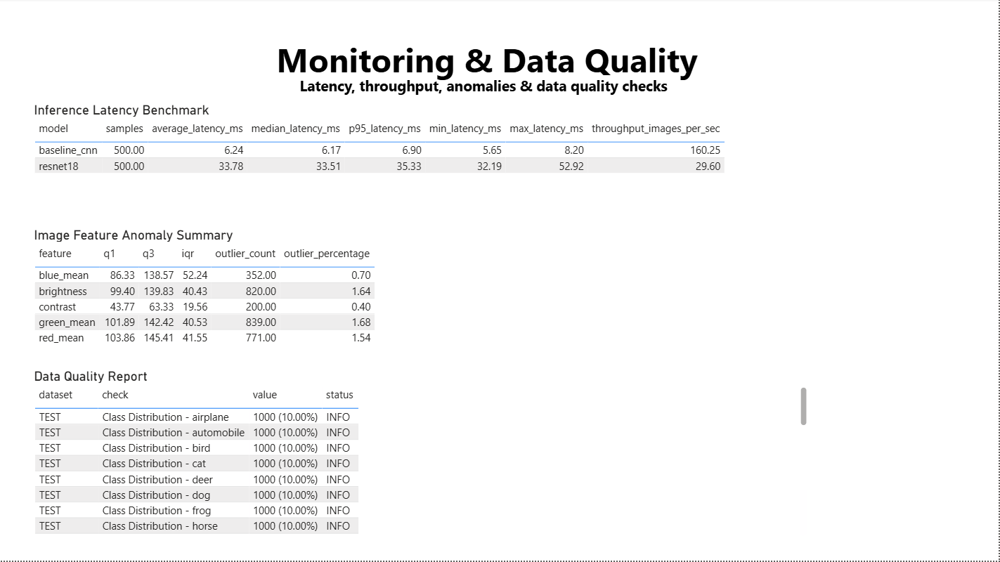 Monitoring & Data Quality
Latency, throughput, anomalies & data quality checks
Inference Latency Benchmark
model samples average_latency_ms median_latency_ms p95_latency_ms min_latency_ms max_latency_ms throughput_images_per_sec
baseline_cnn 500.00 6.24 6.17 6.90 5.65 8.20 160.25
resnet18 500.00 33.78 33.51 35.33 32.19 52.92 29.60
Image Feature Anomaly Summary
feature q1 q3 iqr outlier_count outlier_percentage
blue_mean 86.33 138.57 52.24 352.00 0.70
brightness 99.40 139.83 40.43 820.00 1.64
contrast 43.77 63.33 19.56 200.00 0.40
green_mean 101.89 142.42 40.53 839.00 1.68
red_mean 103.86 145.41 41.55 771.00 1.54
Data Quality Report
dataset check value status
TEST Class Distribution - airplane 1000 (10.00%) INFO
TEST Class Distribution - automobile 1000 (10.00%) INFO
TEST Class Distribution - bird 1000 (10.00%) INFO
TEST Class Distribution - cat 1000 (10.00%) INFO
TEST Class Distribution - deer 1000 (10.00%) INFO
TEST Class Distribution - dog 1000 (10.00%) INFO
TEST Class Distribution - frog 1000 (10.00%) INFO
TEST Class Distribution - horse 1000 (10.00%) INFO